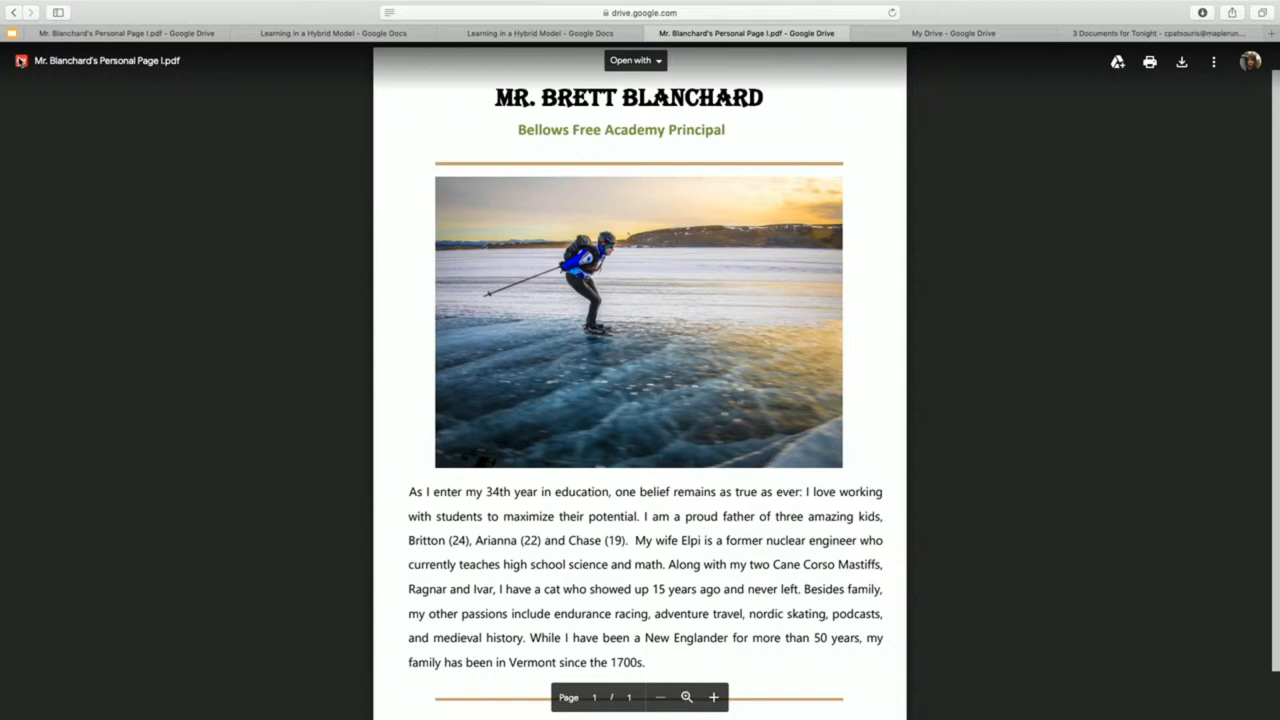 drive.google.com
Mr. Blanchard's Personal Page I.pdf - Google Drive
Learning in a Hybrid Model - Google Docs
Learning in a Hybrid Model - Google Docs
Mr. Blanchard's Personal Page I.pdf - Google Drive
My Drive - Google Drive
3 Documents for Tonight - cpatsouris@maplerun...
Mr. Blanchard's Personal Page I.pdf
Open with
MR. BRETT BLANCHARD
Bellows Free Academy Principal
As I enter my 34th year in education, one belief remains as true as ever: I love working
with students to maximize their potential. I am a proud father of three amazing kids,
Britton (24), Arianna (22) and Chase (19). My wife Elpi is a former nuclear engineer who
currently teaches high school science and math. Along with my two Cane Corso Mastiffs,
Ragnar and Ivar, I have a cat who showed up 15 years ago and never left. Besides family,
my other passions include endurance racing, adventure travel, nordic skating, podcasts,
and medieval history. While I have been a New Englander for more than 50 years, my
family has been in Vermont since the 1700s.
Page 1 / 1